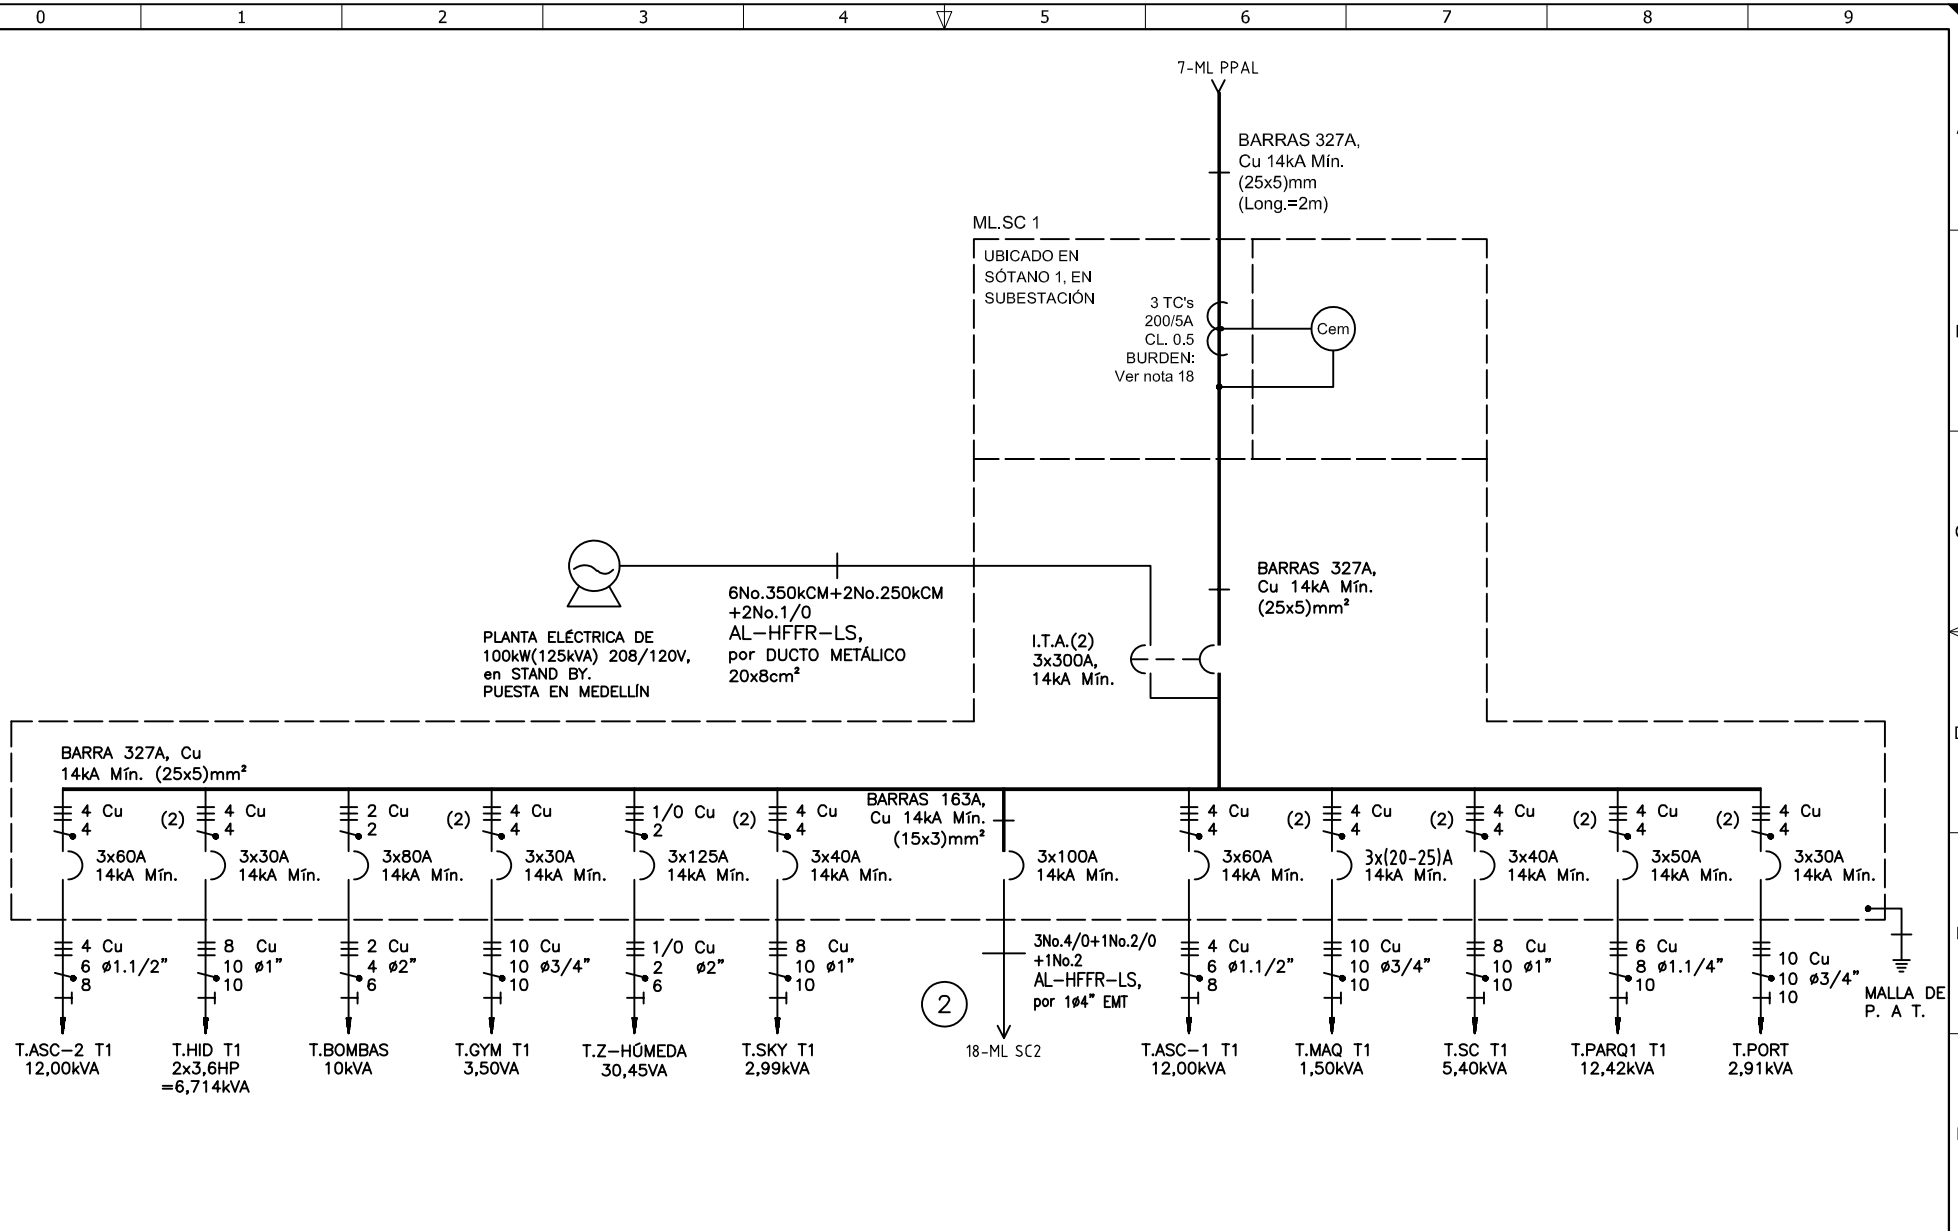 0 1 2 3 4 5 6 7 8 9
7-ML PPAL
BARRAS 327A,
Cu 14kA Mín.
(25x5)mm
(Long.=2m)
ML.SC 1
UBICADO EN
SÓTANO 1, EN
SUBESTACIÓN
3 TC's
200/5A
CL. 0.5
BURDEN:
Ver nota 18
Cem
BARRAS 327A,
Cu 14kA Mín.
(25x5)mm²
I.T.A.(2)
3x300A,
14kA Mín.
6No.350kCM+2No.250kCM
+2No.1/0
AL-HFFR-LS,
por DUCTO METÁLICO
20x8cm²
PLANTA ELÉCTRICA DE
100kW(125kVA) 208/120V,
en STAND BY.
PUESTA EN MEDELLÍN
BARRA 327A, Cu
14kA Mín. (25x5)mm²
4 Cu
4
3x60A
14kA Mín.
4 Cu
6 ø1.1/2"
8
T.ASC-2 T1
12,00kVA
(2)
4 Cu
4
3x30A
14kA Mín.
8 Cu
10 ø1"
10
T.HID T1
2x3,6HP
=6,714kVA
2 Cu
2
3x80A
14kA Mín.
2 Cu
4 ø2"
6
T.BOMBAS
10kVA
(2)
4 Cu
4
3x30A
14kA Mín.
10 Cu
10 ø3/4"
10
T.GYM T1
3,50VA
1/0 Cu
2
3x125A
14kA Mín.
1/0 Cu
2 ø2"
6
T.Z-HÚMEDA
30,45VA
(2)
4 Cu
4
3x40A
14kA Mín.
8 Cu
10 ø1"
10
T.SKY T1
2,99kVA
BARRAS 163A,
Cu 14kA Mín.
(15x3)mm²
3x100A
14kA Mín.
3No.4/0+1No.2/0
+1No.2
AL-HFFR-LS,
por 1ø4" EMT
2
18-ML SC2
4 Cu
4
3x60A
14kA Mín.
4 Cu
6 ø1.1/2"
8
T.ASC-1 T1
12,00kVA
(2)
4 Cu
4
3x(20-25)A
14kA Mín.
10 Cu
10 ø3/4"
10
T.MAQ T1
1,50kVA
(2)
4 Cu
4
3x40A
14kA Mín.
8 Cu
10 ø1"
10
T.SC T1
5,40kVA
(2)
4 Cu
4
3x50A
14kA Mín.
6 Cu
8 ø1.1/4"
10
T.PARQ1 T1
12,42kVA
(2)
4 Cu
4
3x30A
14kA Mín.
10 Cu
10 ø3/4"
10
T.PORT
2,91kVA
MALLA DE
P. A T.